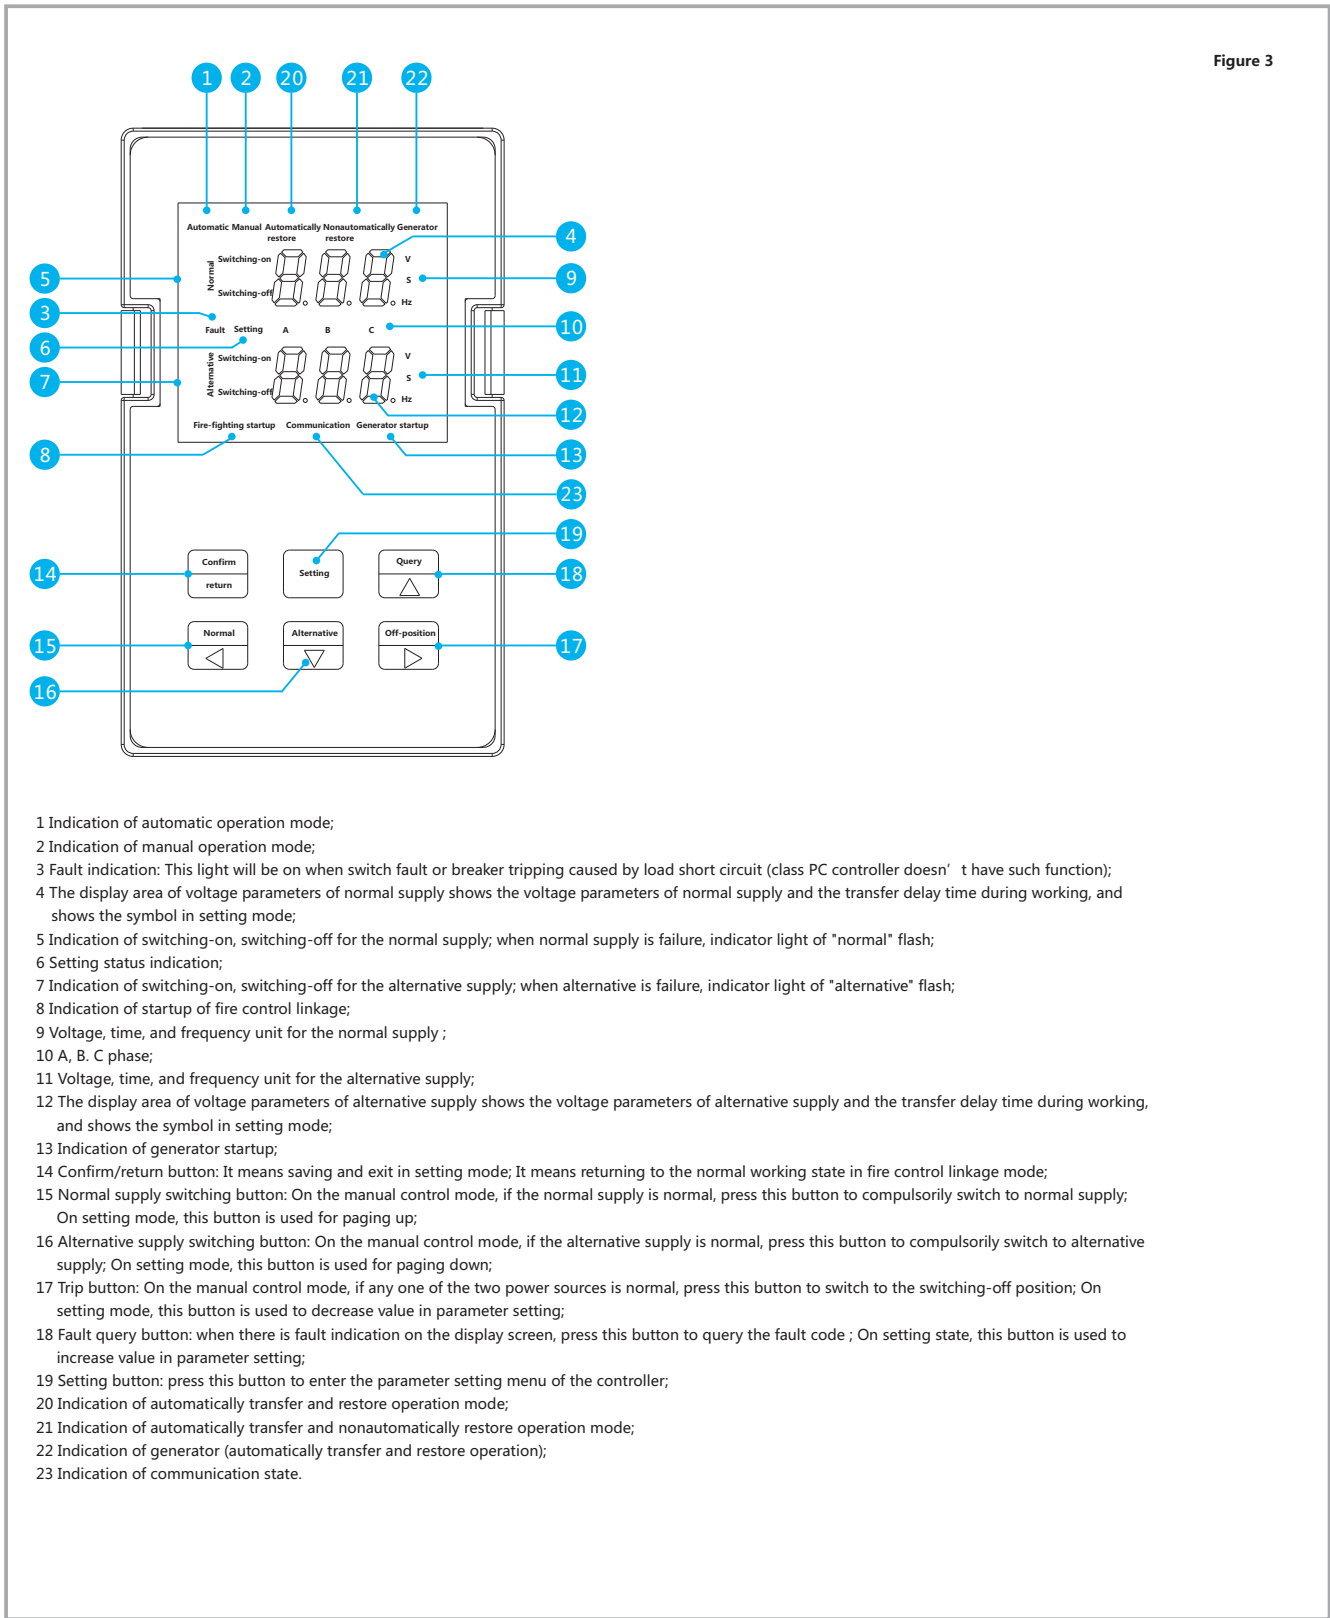 Figure 3
1 2 20 21 22
Automatic Manual Automatically restore Nonautomatically restore Generator
4
Normal
Switching-on
V
5
S
9
Switching-off
Hz
3
Fault Setting A B C
10
6
Alternative
Switching-on
V
7
S
11
Switching-off
Hz
12
Fire-fighting startup Communication Generator startup
8
13
23
19
14
Confirm
return
Setting
Query
18
15
Normal
Alternative
Off-position
17
16
1 Indication of automatic operation mode;
2 Indication of manual operation mode;
3 Fault indication: This light will be on when switch fault or breaker tripping caused by load short circuit (class PC controller doesn’ t have such function);
4 The display area of voltage parameters of normal supply shows the voltage parameters of normal supply and the transfer delay time during working, and
shows the symbol in setting mode;
5 Indication of switching-on, switching-off for the normal supply; when normal supply is failure, indicator light of "normal" flash;
6 Setting status indication;
7 Indication of switching-on, switching-off for the alternative supply; when alternative is failure, indicator light of "alternative" flash;
8 Indication of startup of fire control linkage;
9 Voltage, time, and frequency unit for the normal supply ;
10 A, B. C phase;
11 Voltage, time, and frequency unit for the alternative supply;
12 The display area of voltage parameters of alternative supply shows the voltage parameters of alternative supply and the transfer delay time during working,
and shows the symbol in setting mode;
13 Indication of generator startup;
14 Confirm/return button: It means saving and exit in setting mode; It means returning to the normal working state in fire control linkage mode;
15 Normal supply switching button: On the manual control mode, if the normal supply is normal, press this button to compulsorily switch to normal supply;
On setting mode, this button is used for paging up;
16 Alternative supply switching button: On the manual control mode, if the alternative supply is normal, press this button to compulsorily switch to alternative
supply; On setting mode, this button is used for paging down;
17 Trip button: On the manual control mode, if any one of the two power sources is normal, press this button to switch to the switching-off position; On
setting mode, this button is used to decrease value in parameter setting;
18 Fault query button: when there is fault indication on the display screen, press this button to query the fault code ; On setting state, this button is used to
increase value in parameter setting;
19 Setting button: press this button to enter the parameter setting menu of the controller;
20 Indication of automatically transfer and restore operation mode;
21 Indication of automatically transfer and nonautomatically restore operation mode;
22 Indication of generator (automatically transfer and restore operation);
23 Indication of communication state.